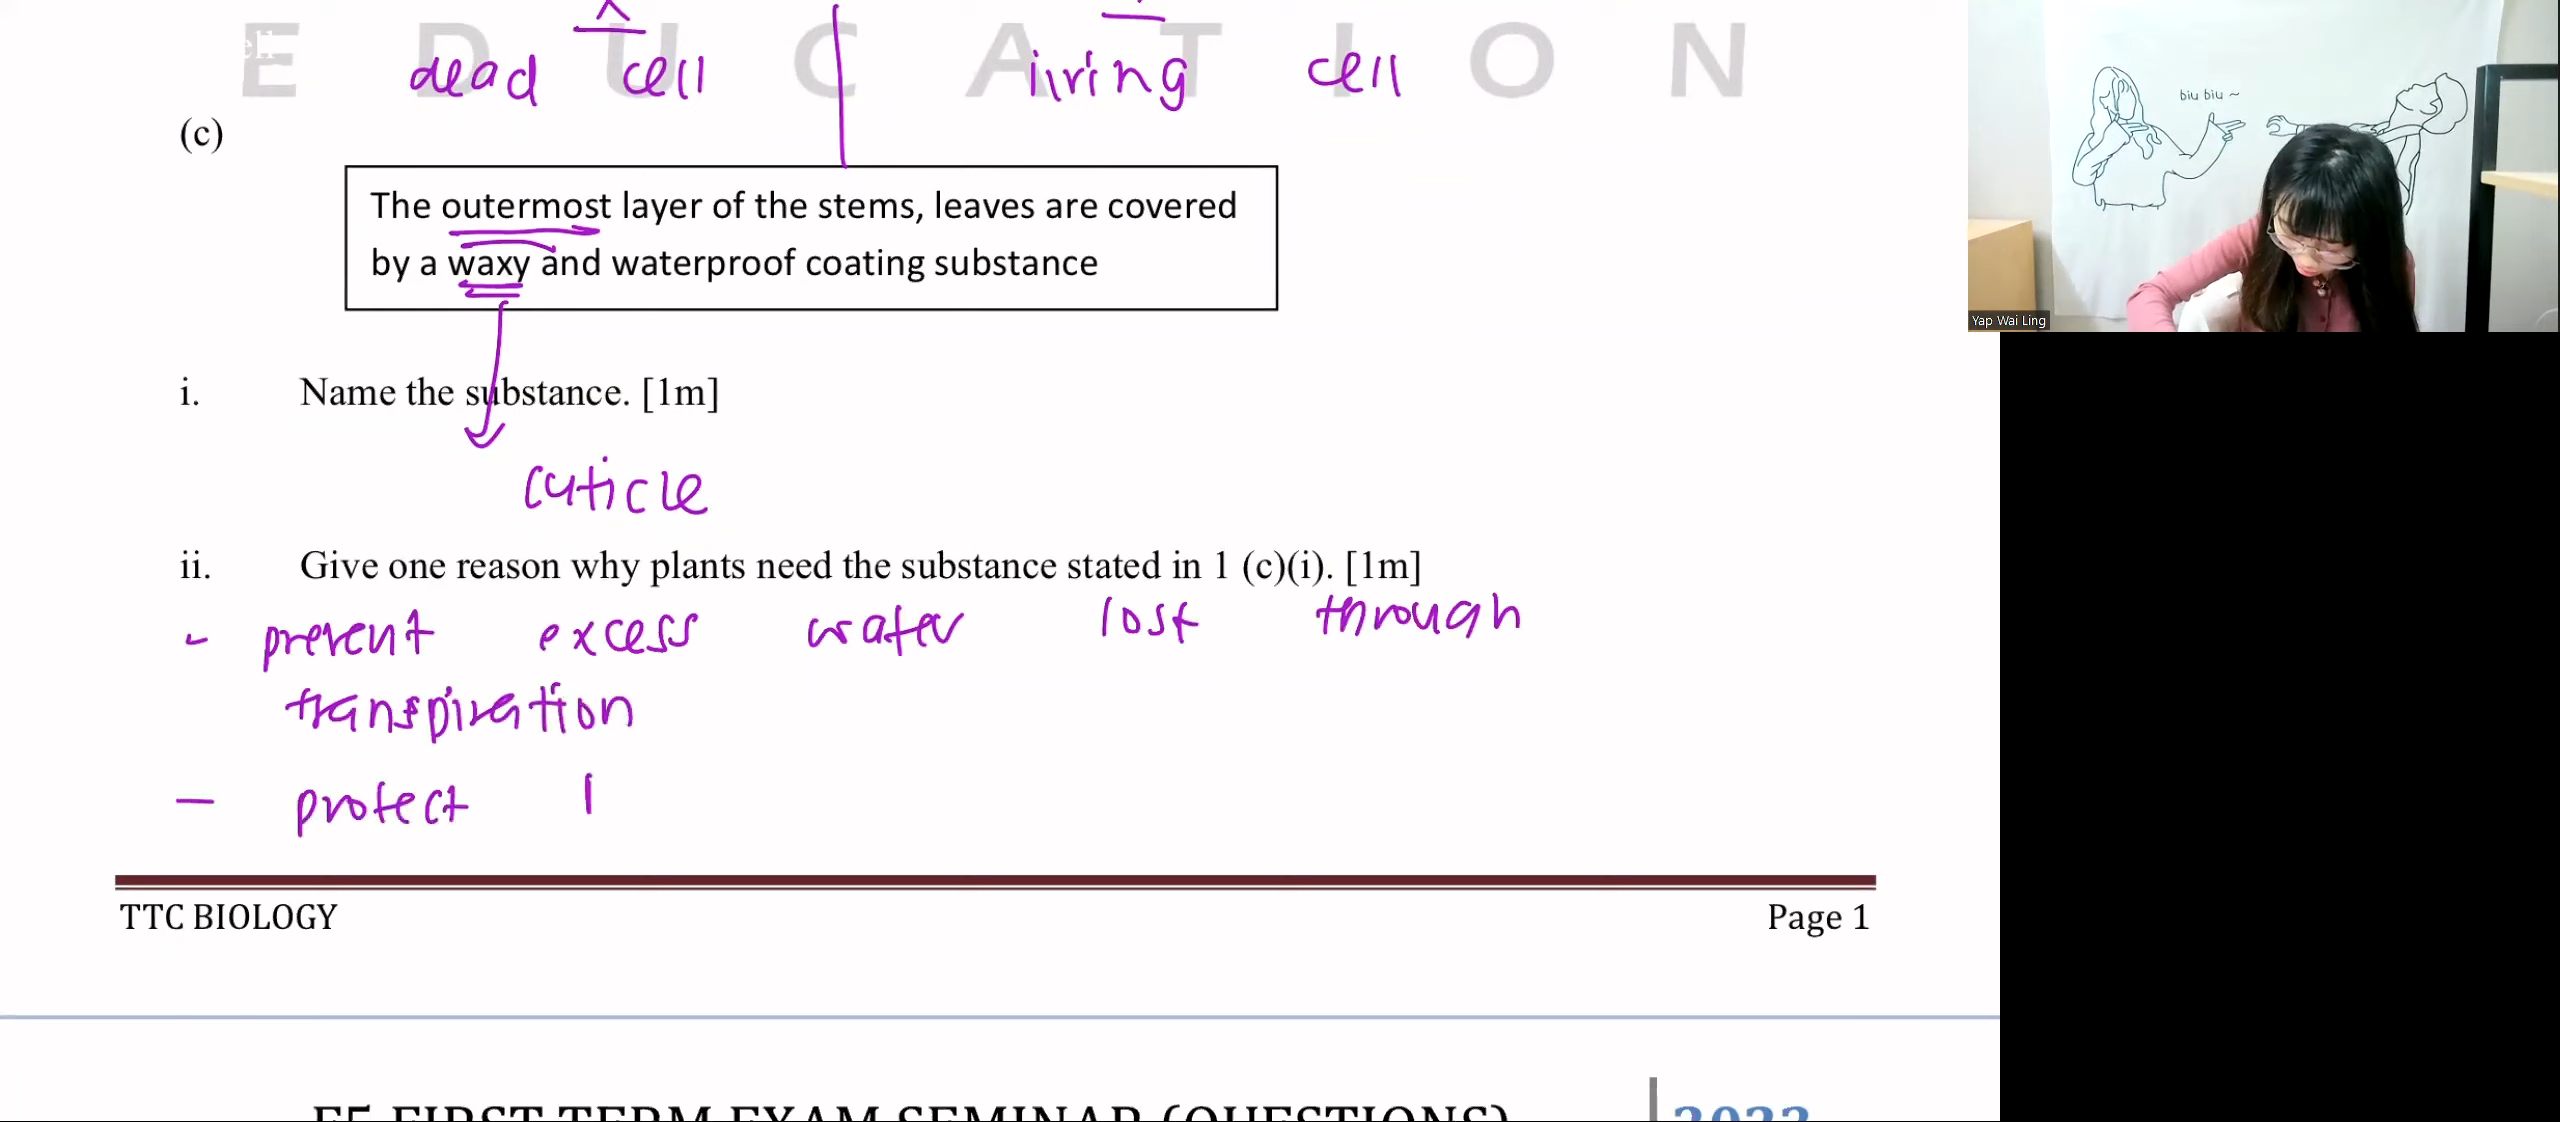 EDUCATION
dead cell living cell
(c)
The outermost layer of the stems, leaves are covered
by a waxy and waterproof coating substance
i. Name the substance. [1m]
cuticle
ii. Give one reason why plants need the substance stated in 1 (c)(i). [1m]
- prevent excess water lost through
transpiration
- protect l
TTC BIOLOGY Page 1
F5 FIRST TERM EXAM SEMINAR (QUESTIONS) 2023
biu biu ~
Yap Wai Ling